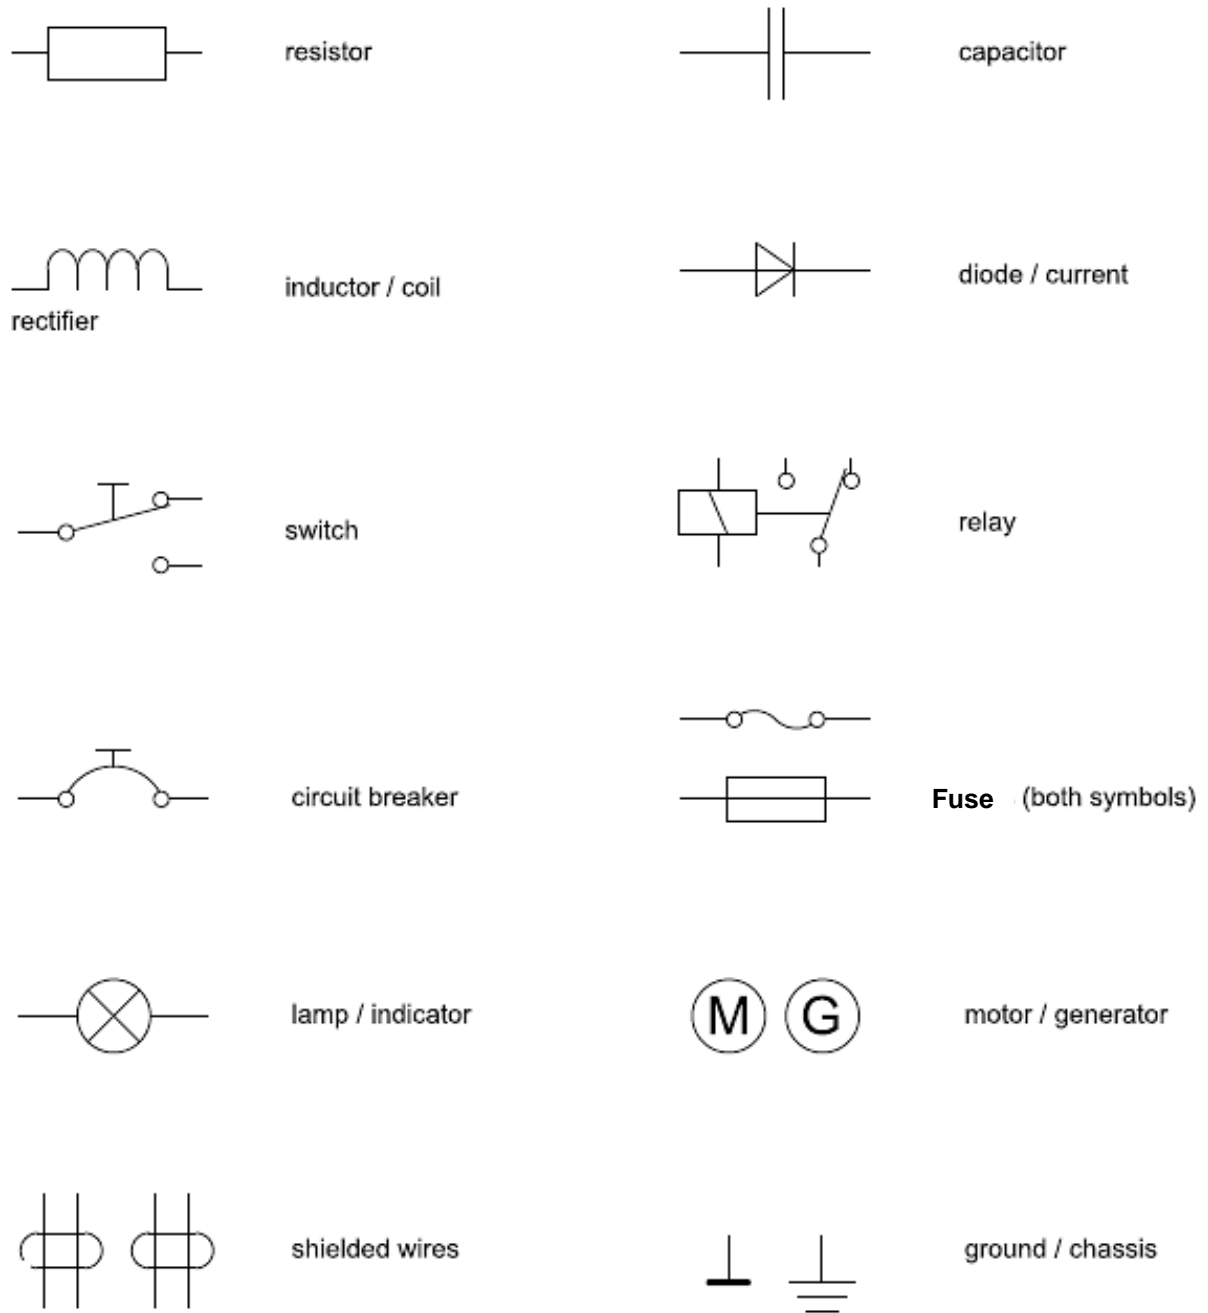 resistor
capacitor
inductor / coil
diode / current
rectifier
switch
relay
circuit breaker
Fuse (both symbols)
lamp / indicator
M G
motor / generator
shielded wires
ground / chassis